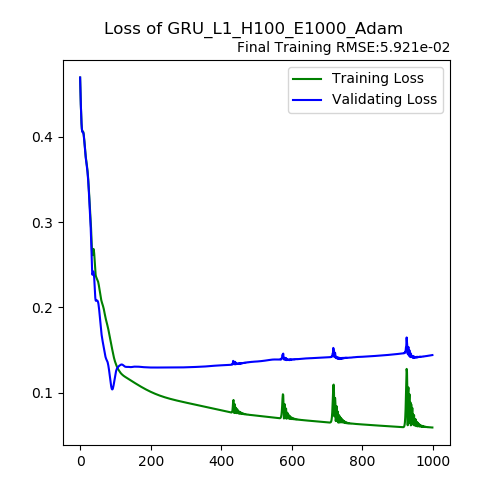 Loss of GRU_L1_H100_E1000_Adam
Final Training RMSE:5.921e-02
Training Loss
Validating Loss
0.4
0.3
0.2
0.1
0 200 400 600 800 1000